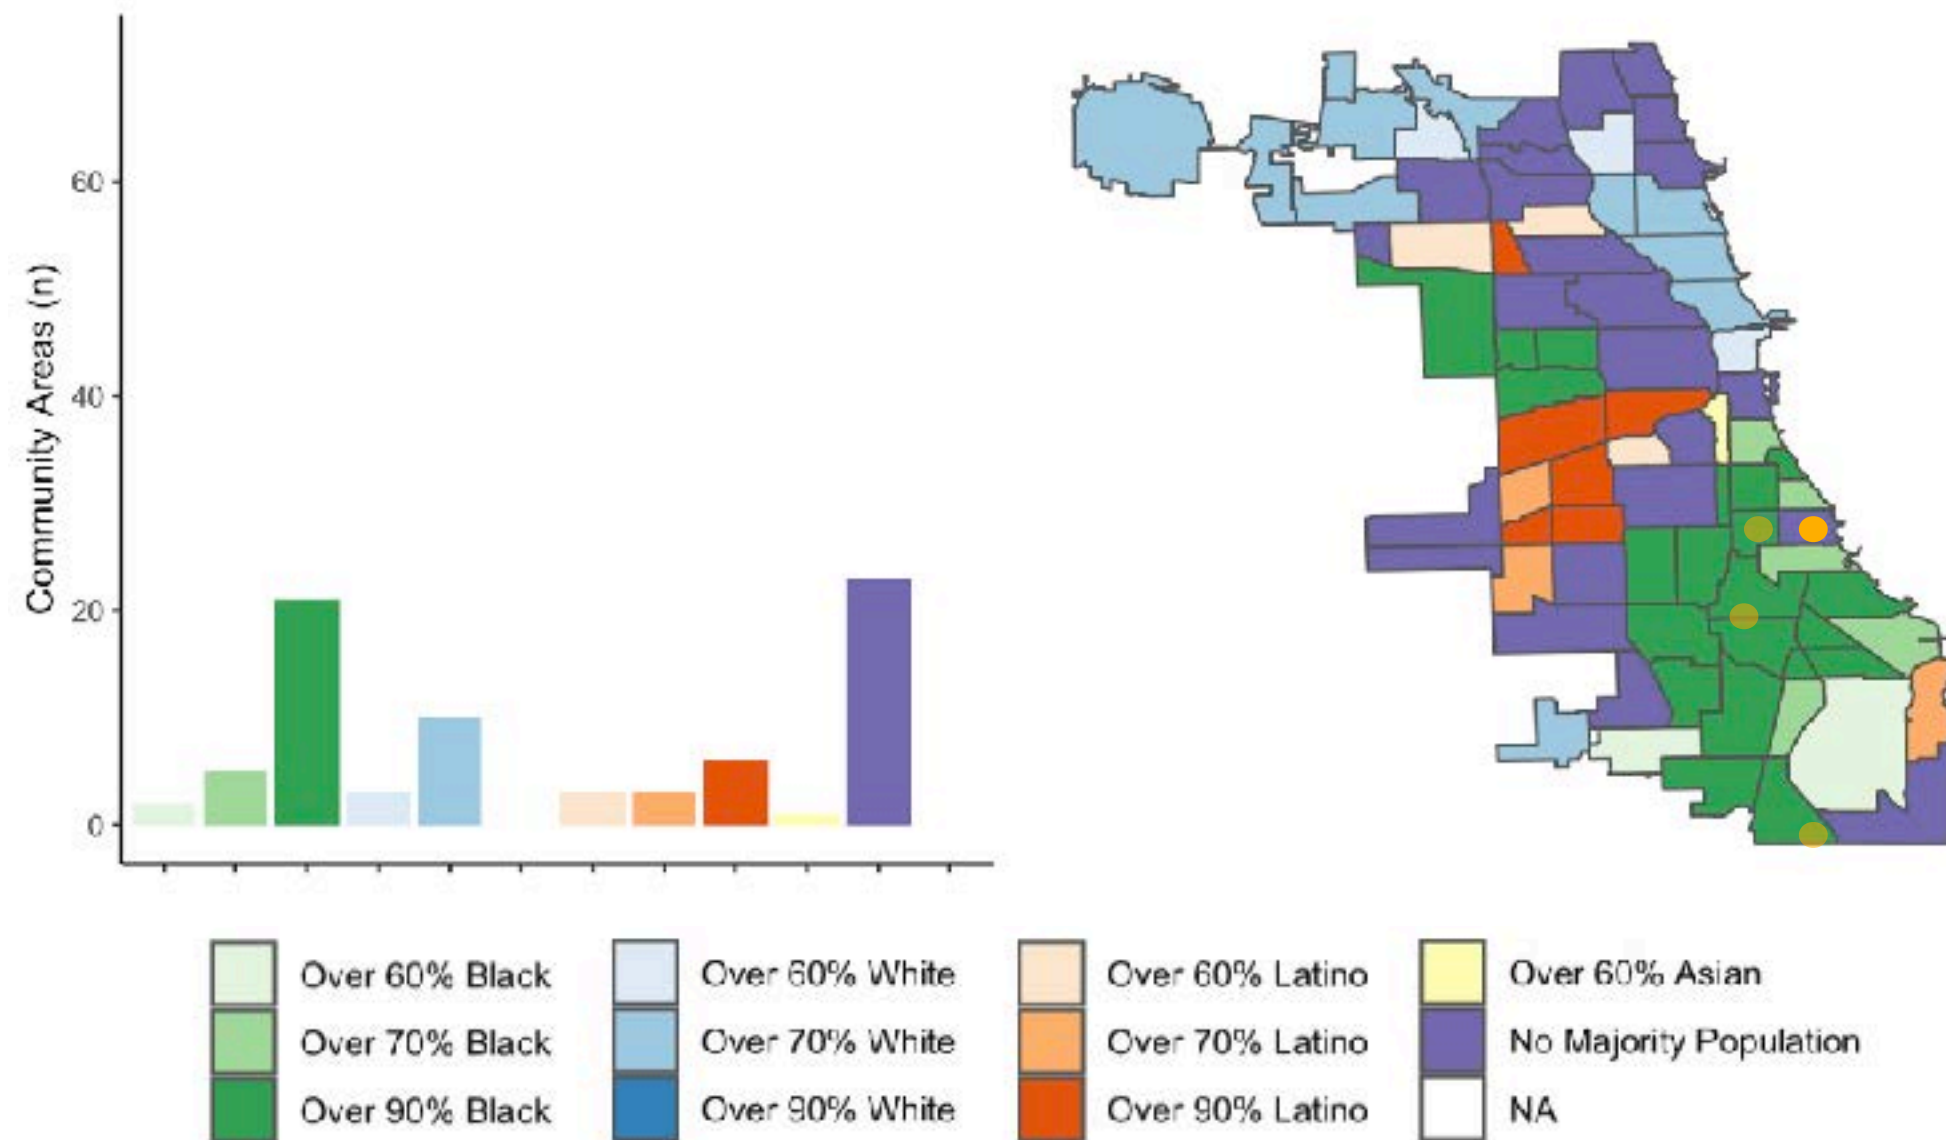 Community Areas (n)
60
40
20
0
Over 60% Black
Over 60% White
Over 60% Latino
Over 60% Asian
Over 70% Black
Over 70% White
Over 70% Latino
No Majority Population
Over 90% Black
Over 90% White
Over 90% Latino
NA